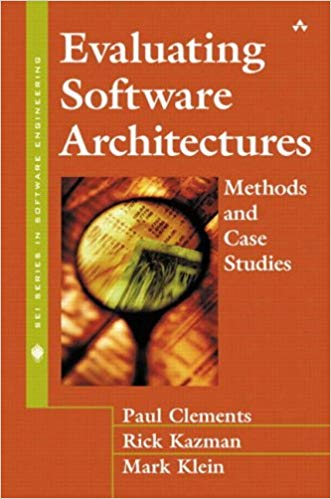 Evaluating
Software
Architectures
Methods
and
Case
Studies
SEI SERIES IN SOFTWARE ENGINEERING
Paul Clements
Rick Kazman
Mark Klein